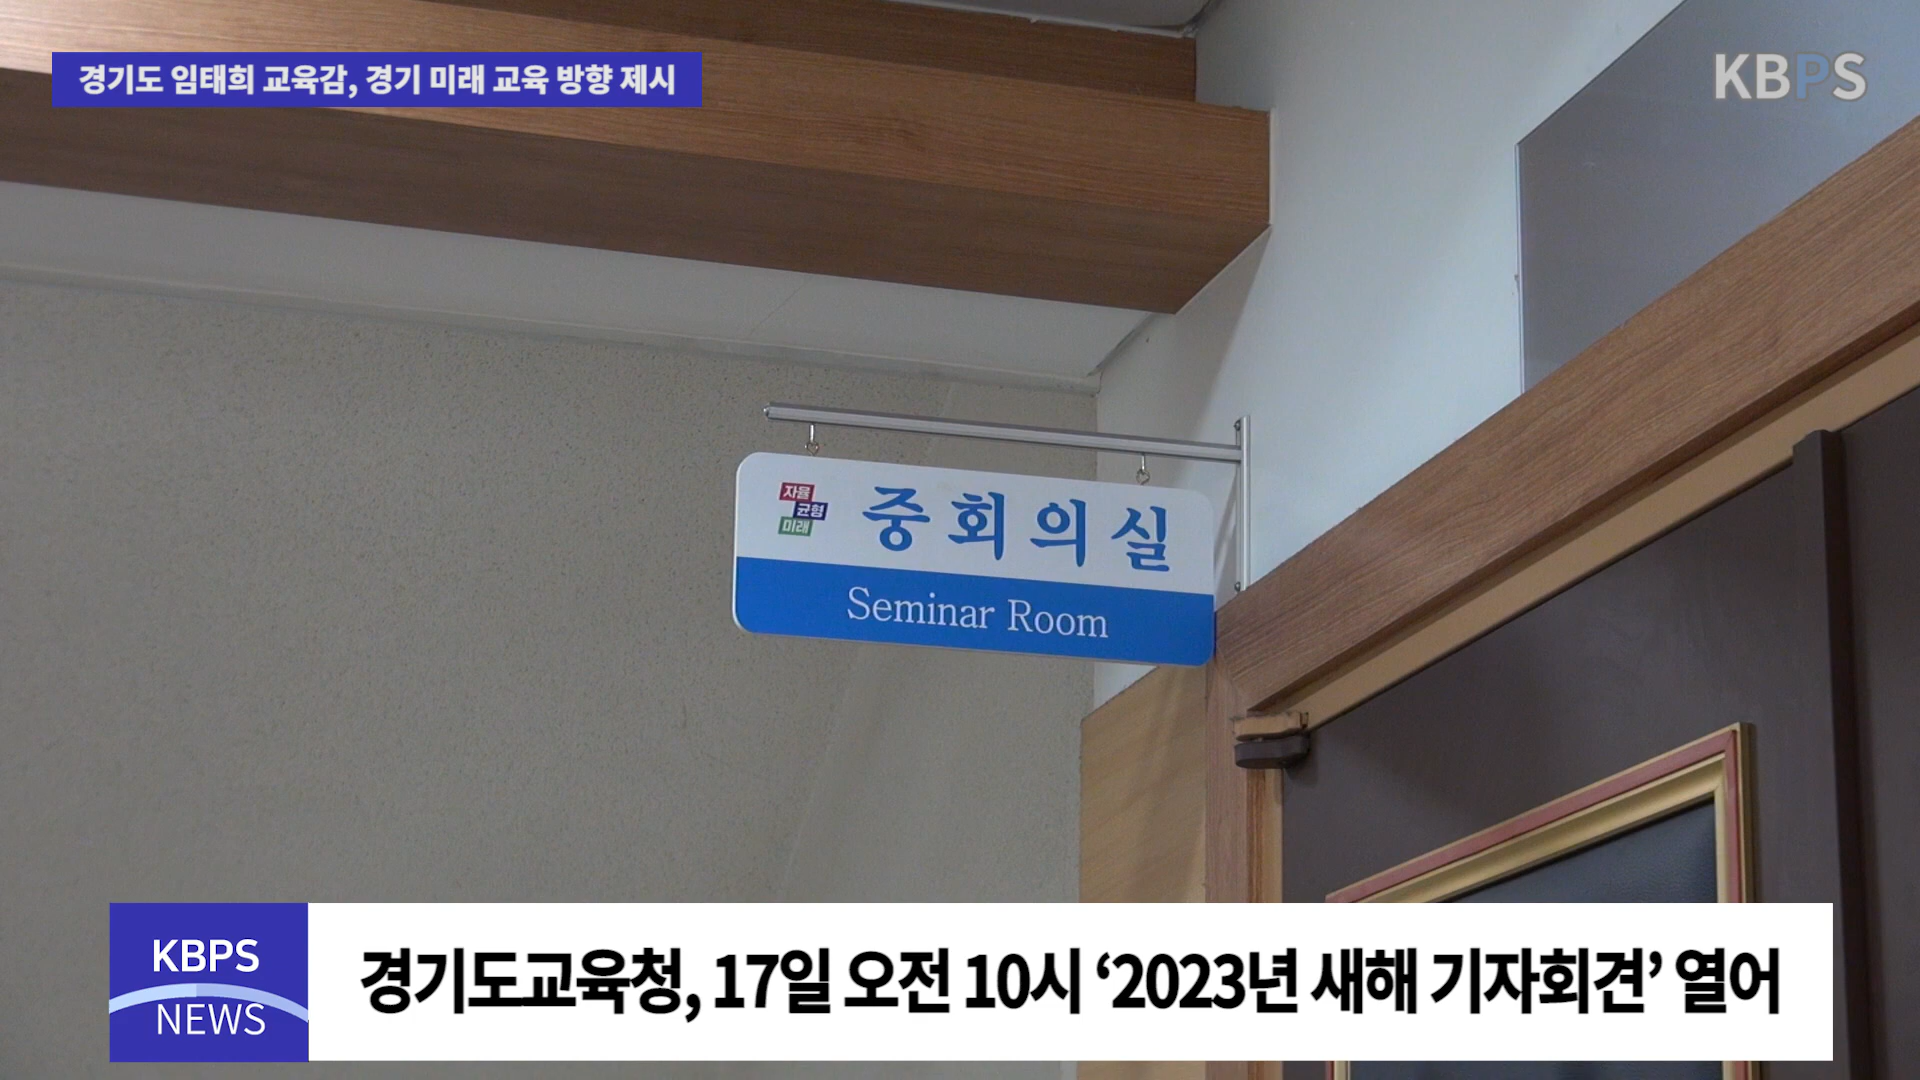 경기도 임태희 교육감, 경기 미래 교육 방향 제시
KBPS
자율
균형
미래
중회의실
Seminar Room
KBPS
NEWS
경기도교육청, 17일 오전 10시 ‘2023년 새해 기자회견’ 열어